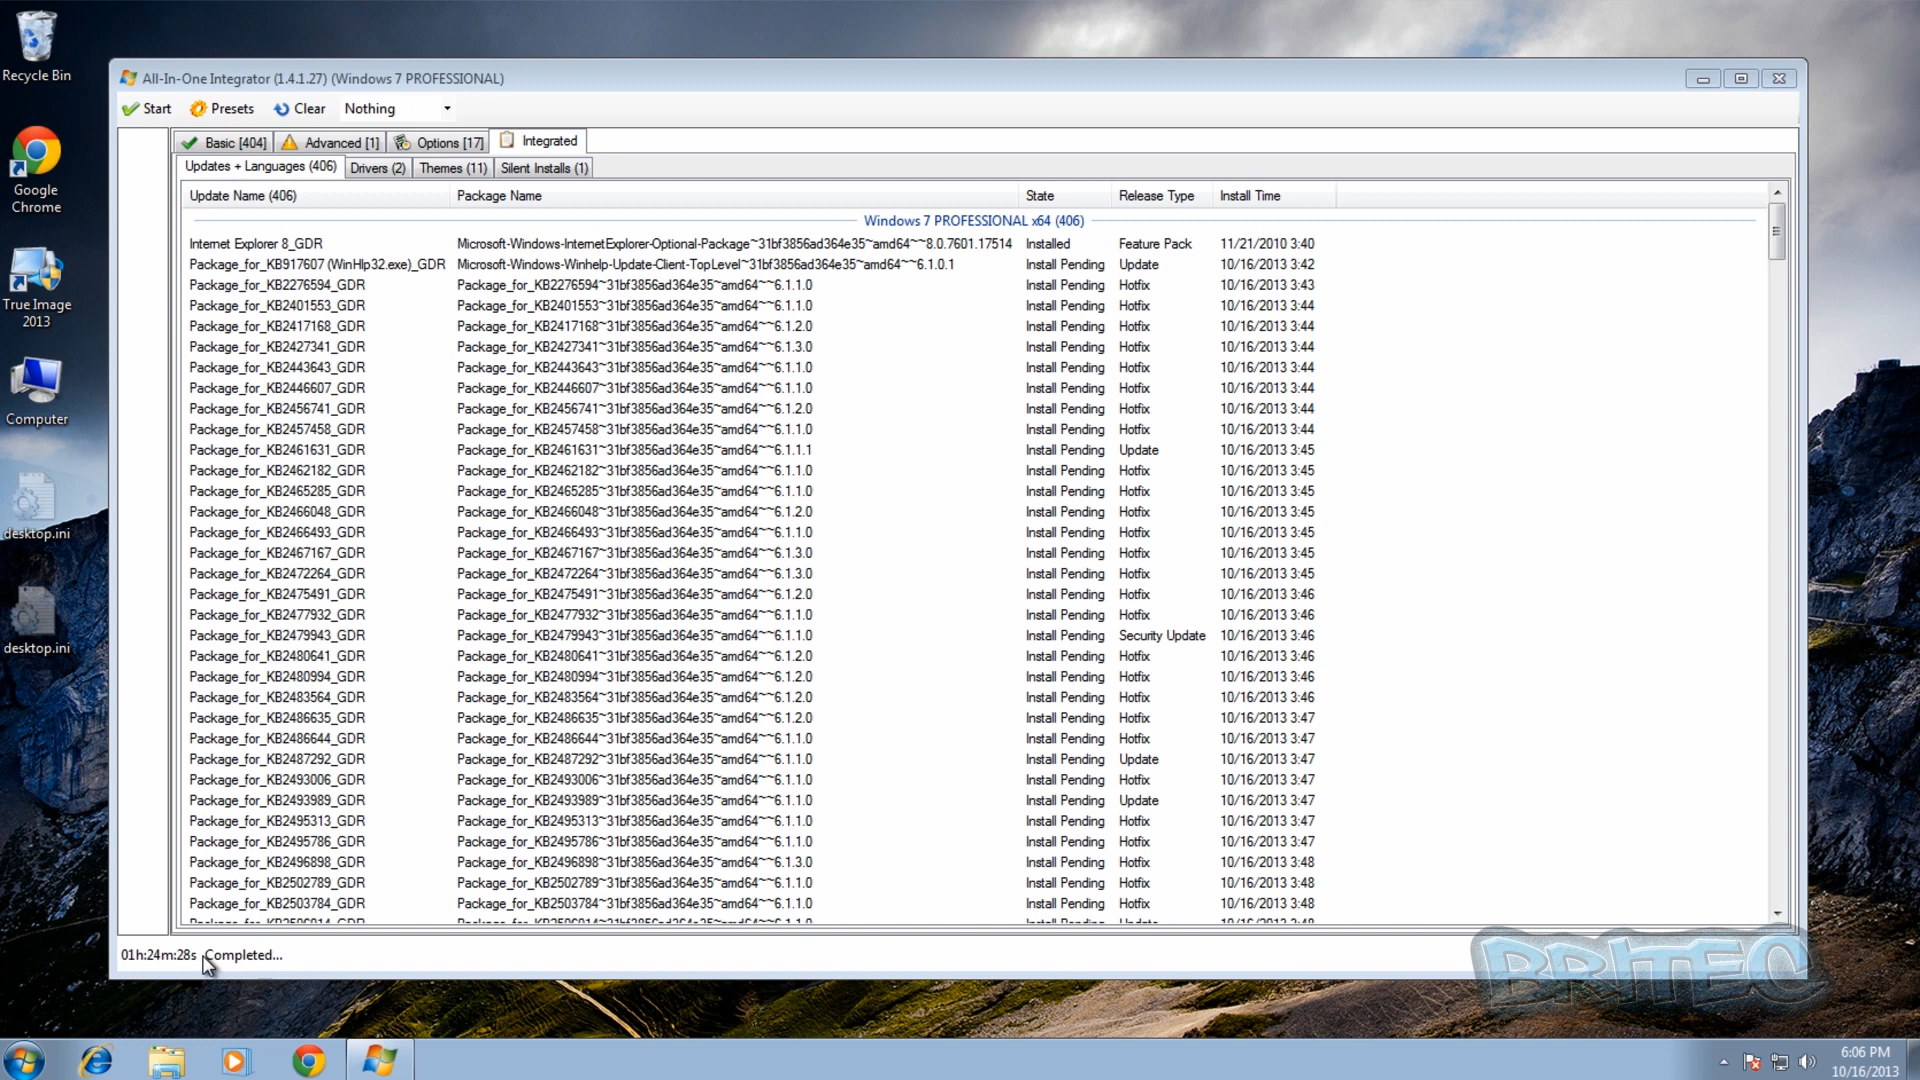 Recycle Bin
Google Chrome
True Image 2013
Computer
desktop.ini
desktop.ini
All-In-One Integrator (1.4.1.27) (Windows 7 PROFESSIONAL)
Start Presets Clear Nothing
Basic [404] Advanced [1] Options [17] Integrated
Updates + Languages (406) Drivers (2) Themes (11) Silent Installs (1)
Update Name (406) Package Name State Release Type Install Time
Windows 7 PROFESSIONAL x64 (406)
Internet Explorer 8_GDR Microsoft-Windows-InternetExplorer-Optional-Package~31bf3856ad364e35~amd64~~8.0.7601.17514 Installed Feature Pack 11/21/2010 3:40
Package_for_KB917607 (WinHlp32.exe)_GDR Microsoft-Windows-Winhelp-Update-Client-TopLevel~31bf3856ad364e35~amd64~~6.1.0.1 Install Pending Update 10/16/2013 3:42
Package_for_KB2276594_GDR Package_for_KB2276594~31bf3856ad364e35~amd64~~6.1.1.0 Install Pending Hotfix 10/16/2013 3:43
Package_for_KB2401553_GDR Package_for_KB2401553~31bf3856ad364e35~amd64~~6.1.1.0 Install Pending Hotfix 10/16/2013 3:44
Package_for_KB2417168_GDR Package_for_KB2417168~31bf3856ad364e35~amd64~~6.1.2.0 Install Pending Hotfix 10/16/2013 3:44
Package_for_KB2427341_GDR Package_for_KB2427341~31bf3856ad364e35~amd64~~6.1.3.0 Install Pending Hotfix 10/16/2013 3:44
Package_for_KB2443643_GDR Package_for_KB2443643~31bf3856ad364e35~amd64~~6.1.1.0 Install Pending Hotfix 10/16/2013 3:44
Package_for_KB2446607_GDR Package_for_KB2446607~31bf3856ad364e35~amd64~~6.1.1.0 Install Pending Hotfix 10/16/2013 3:44
Package_for_KB2456741_GDR Package_for_KB2456741~31bf3856ad364e35~amd64~~6.1.2.0 Install Pending Hotfix 10/16/2013 3:44
Package_for_KB2457458_GDR Package_for_KB2457458~31bf3856ad364e35~amd64~~6.1.1.0 Install Pending Hotfix 10/16/2013 3:44
Package_for_KB2461631_GDR Package_for_KB2461631~31bf3856ad364e35~amd64~~6.1.1.1 Install Pending Update 10/16/2013 3:45
Package_for_KB2462182_GDR Package_for_KB2462182~31bf3856ad364e35~amd64~~6.1.1.0 Install Pending Hotfix 10/16/2013 3:45
Package_for_KB2465285_GDR Package_for_KB2465285~31bf3856ad364e35~amd64~~6.1.1.0 Install Pending Hotfix 10/16/2013 3:45
Package_for_KB2466048_GDR Package_for_KB2466048~31bf3856ad364e35~amd64~~6.1.2.0 Install Pending Hotfix 10/16/2013 3:45
Package_for_KB2466493_GDR Package_for_KB2466493~31bf3856ad364e35~amd64~~6.1.1.0 Install Pending Hotfix 10/16/2013 3:45
Package_for_KB2467167_GDR Package_for_KB2467167~31bf3856ad364e35~amd64~~6.1.3.0 Install Pending Hotfix 10/16/2013 3:45
Package_for_KB2472264_GDR Package_for_KB2472264~31bf3856ad364e35~amd64~~6.1.3.0 Install Pending Hotfix 10/16/2013 3:45
Package_for_KB2475491_GDR Package_for_KB2475491~31bf3856ad364e35~amd64~~6.1.2.0 Install Pending Hotfix 10/16/2013 3:46
Package_for_KB2477932_GDR Package_for_KB2477932~31bf3856ad364e35~amd64~~6.1.1.0 Install Pending Hotfix 10/16/2013 3:46
Package_for_KB2479943_GDR Package_for_KB2479943~31bf3856ad364e35~amd64~~6.1.1.0 Install Pending Security Update 10/16/2013 3:46
Package_for_KB2480641_GDR Package_for_KB2480641~31bf3856ad364e35~amd64~~6.1.2.0 Install Pending Hotfix 10/16/2013 3:46
Package_for_KB2480994_GDR Package_for_KB2480994~31bf3856ad364e35~amd64~~6.1.2.0 Install Pending Hotfix 10/16/2013 3:46
Package_for_KB2483564_GDR Package_for_KB2483564~31bf3856ad364e35~amd64~~6.1.2.0 Install Pending Hotfix 10/16/2013 3:46
Package_for_KB2486635_GDR Package_for_KB2486635~31bf3856ad364e35~amd64~~6.1.2.0 Install Pending Hotfix 10/16/2013 3:47
Package_for_KB2486644_GDR Package_for_KB2486644~31bf3856ad364e35~amd64~~6.1.1.0 Install Pending Hotfix 10/16/2013 3:47
Package_for_KB2487292_GDR Package_for_KB2487292~31bf3856ad364e35~amd64~~6.1.1.0 Install Pending Update 10/16/2013 3:47
Package_for_KB2493006_GDR Package_for_KB2493006~31bf3856ad364e35~amd64~~6.1.1.0 Install Pending Hotfix 10/16/2013 3:47
Package_for_KB2493989_GDR Package_for_KB2493989~31bf3856ad364e35~amd64~~6.1.1.0 Install Pending Update 10/16/2013 3:47
Package_for_KB2495313_GDR Package_for_KB2495313~31bf3856ad364e35~amd64~~6.1.1.0 Install Pending Hotfix 10/16/2013 3:47
Package_for_KB2495786_GDR Package_for_KB2495786~31bf3856ad364e35~amd64~~6.1.1.0 Install Pending Hotfix 10/16/2013 3:47
Package_for_KB2496898_GDR Package_for_KB2496898~31bf3856ad364e35~amd64~~6.1.3.0 Install Pending Hotfix 10/16/2013 3:48
Package_for_KB2502789_GDR Package_for_KB2502789~31bf3856ad364e35~amd64~~6.1.1.0 Install Pending Hotfix 10/16/2013 3:48
Package_for_KB2503784_GDR Package_for_KB2503784~31bf3856ad364e35~amd64~~6.1.1.0 Install Pending Hotfix 10/16/2013 3:48
01h:24m:28s Completed...
BRITEC
6:06 PM
10/16/2013